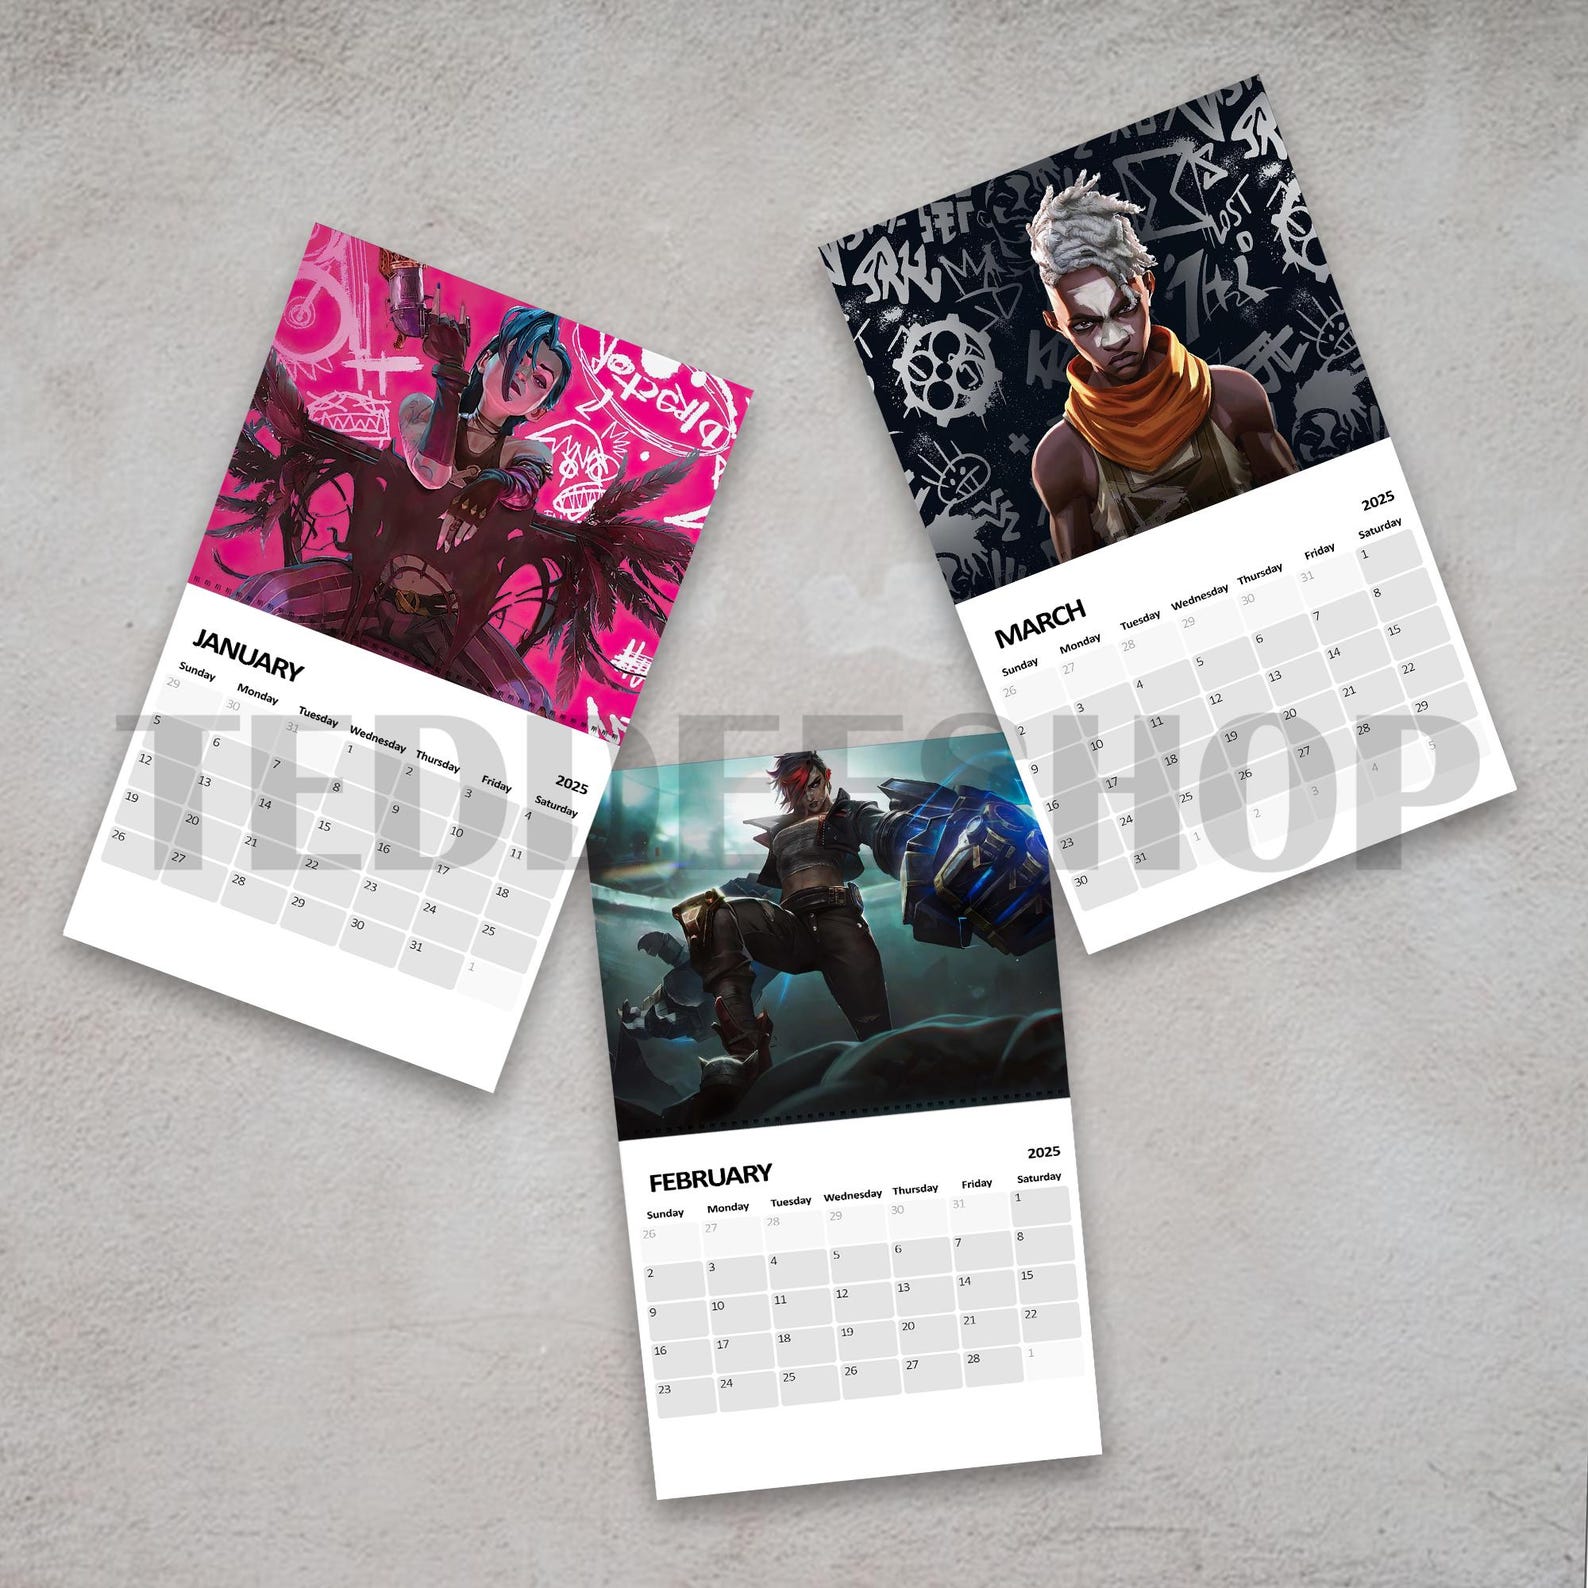 JANUARY
2025
Sunday Monday Tuesday Wednesday Thursday Friday Saturday
29 30 31 1 2 3 4
5 6 7 8 9 10 11
12 13 14 15 16 17 18
19 20 21 22 23 24 25
26 27 28 29 30 31 1
LOST
MARCH
2025
Sunday Monday Tuesday Wednesday Thursday Friday Saturday
26 27 28 29 30 31 1
2 3 4 5 6 7 8
9 10 11 12 13 14 15
16 17 18 19 20 21 22
23 24 25 26 27 28 29
30 31 1 2 3 4 5
TEDDEESHOP
FEBRUARY
2025
Sunday Monday Tuesday Wednesday Thursday Friday Saturday
26 27 28 29 30 31 1
2 3 4 5 6 7 8
9 10 11 12 13 14 15
16 17 18 19 20 21 22
23 24 25 26 27 28 1